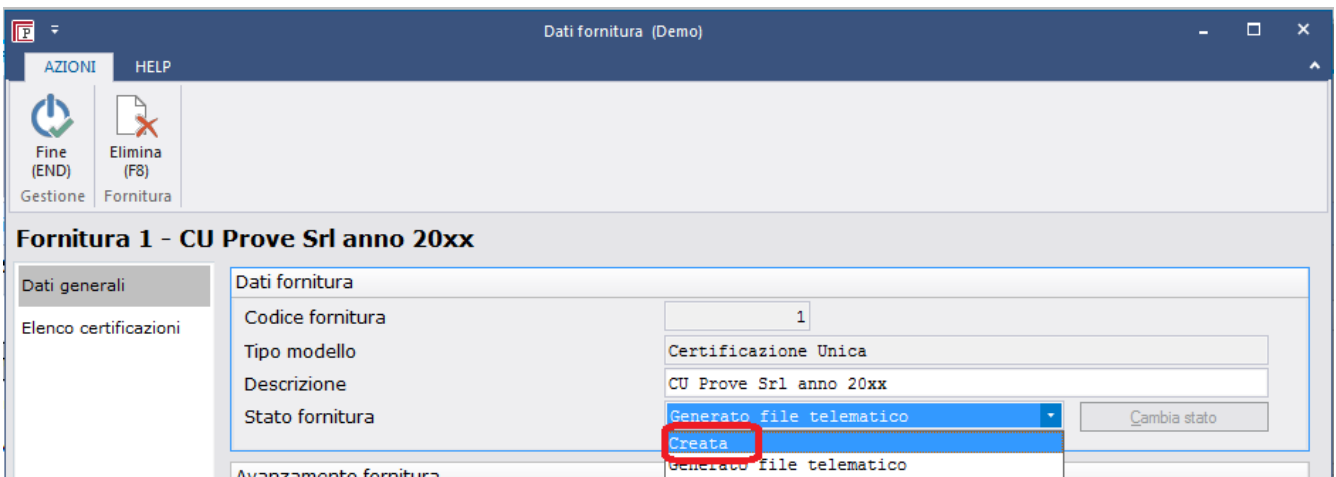 P
Dati fornitura (Demo)
AZIONI HELP
Fine (END)
Elimina (F8)
Gestione Fornitura
Fornitura 1 - CU Prove Srl anno 20xx
Dati generali
Elenco certificazioni
Dati fornitura
Codice fornitura 1
Tipo modello Certificazione Unica
Descrizione CU Prove Srl anno 20xx
Stato fornitura Generato file telematico Cambia stato
Creata
Generato file telematico
Avanzamento fornitura